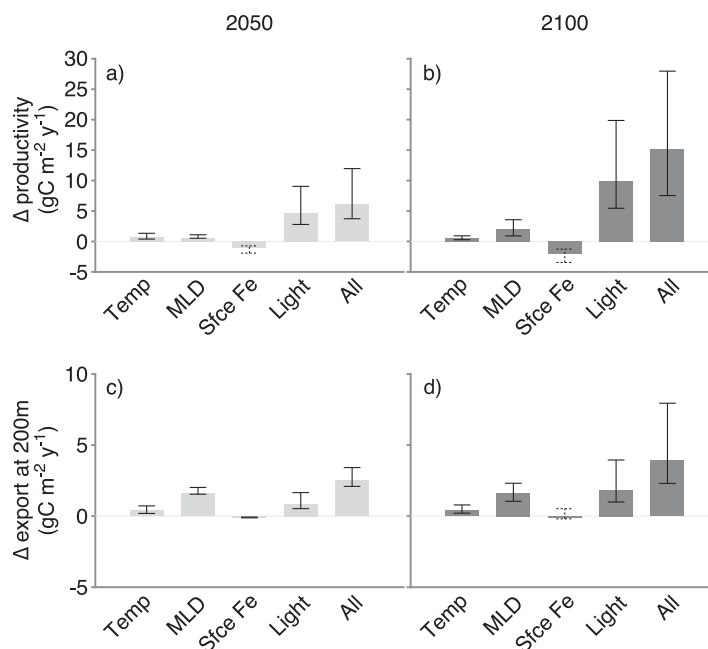 2050
2100
Δ productivity
(gC m-2 y-1)
30
25
20
15
10
5
0
-5
a)
b)
Temp
MLD
Sfce Fe
Light
All
Temp
MLD
Sfce Fe
Light
All
Δ export at 200m
(gC m-2 y-1)
10
5
0
-5
c)
d)
Temp
MLD
Sfce Fe
Light
All
Temp
MLD
Sfce Fe
Light
All